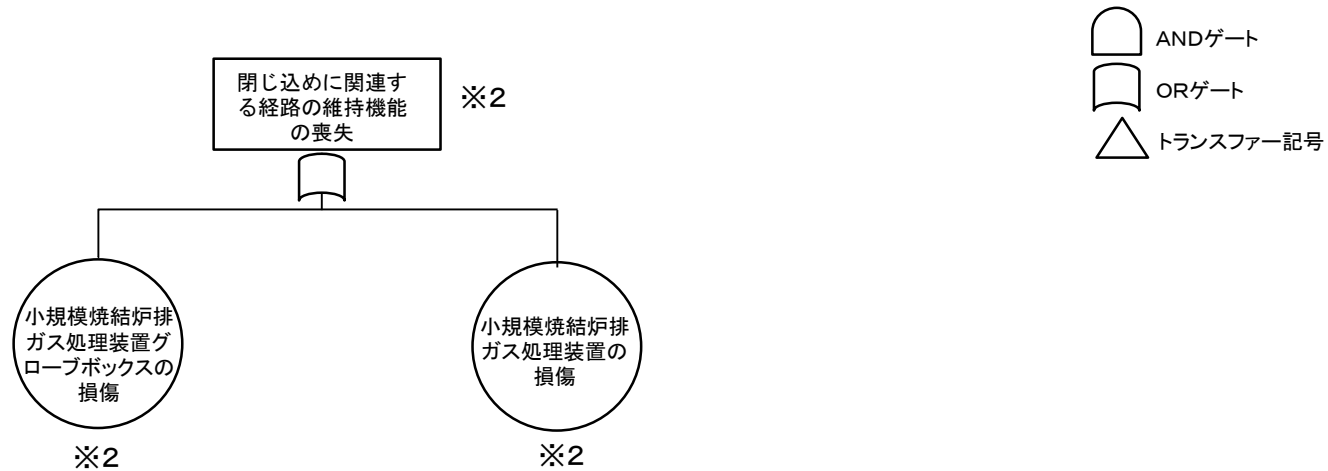 閉じ込めに関連す
る経路の維持機能
の喪失
※2
小規模焼結炉排
ガス処理装置グ
ローブボックスの
損傷
※2
小規模焼結炉排
ガス処理装置の
損傷
※2
ANDゲート
ORゲート
トランスファー記号